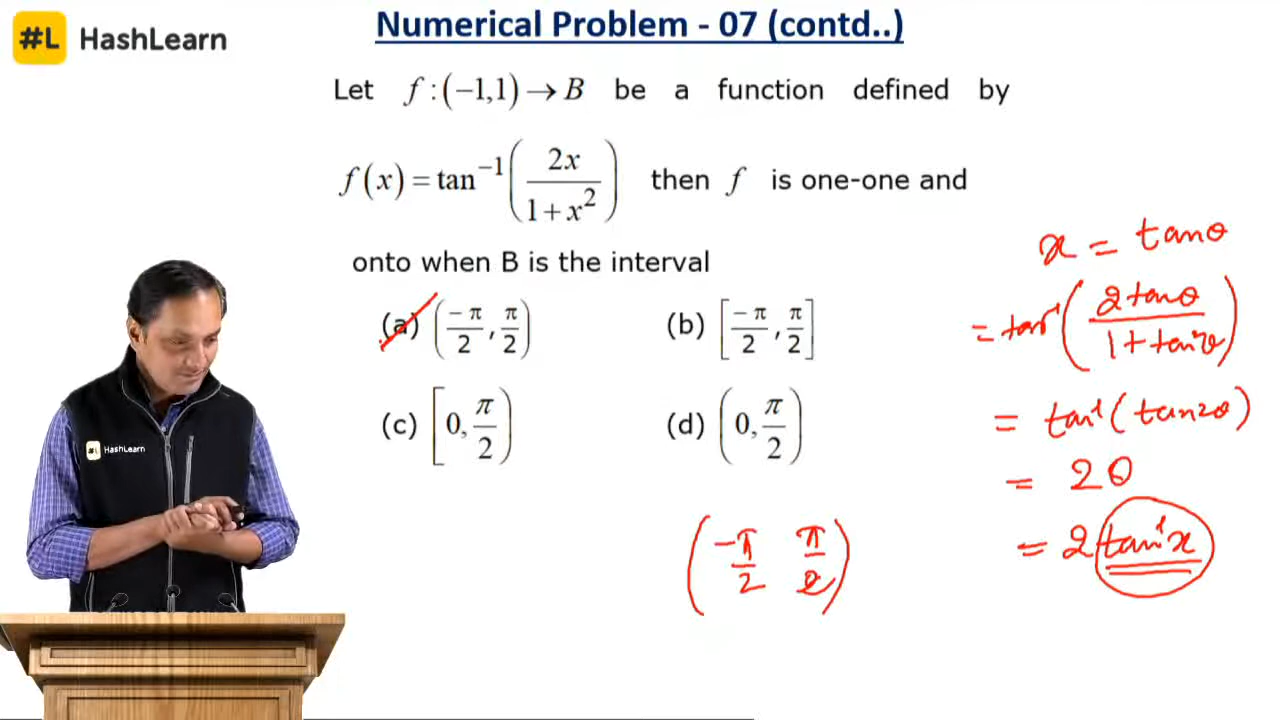 #L HashLearn
Numerical Problem - 07 (contd..)
Let f : (−1,1) → B be a function defined by
f(x) = tan⁻¹(2x / 1 + x²) then f is one-one and
onto when B is the interval
(a) (−π/2, π/2) (b) [−π/2, π/2]
(c) [0, π/2) (d) (0, π/2)
x = tanθ
= tan⁻¹(2tanθ / 1 + tan²θ)
= tan⁻¹(tan2θ)
= 2θ
= 2tan⁻¹x
(−π/2 π/2)
#L HashLearn